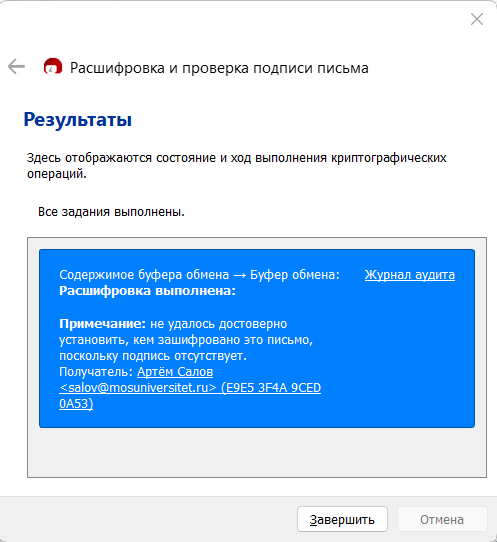 Расшифровка и проверка подписи письма
Результаты
Здесь отображаются состояние и ход выполнения криптографических
операций.
Все задания выполнены.
Содержимое буфера обмена → Буфер обмена: Журнал аудита
Расшифровка выполнена:
Примечание: не удалось достоверно
установить, кем зашифровано это письмо,
поскольку подпись отсутствует.
Получатель: Артём Салов
<salov@mosuniversitet.ru> (E9E5 3F4A 9CED
0A53)
Завершить Отмена